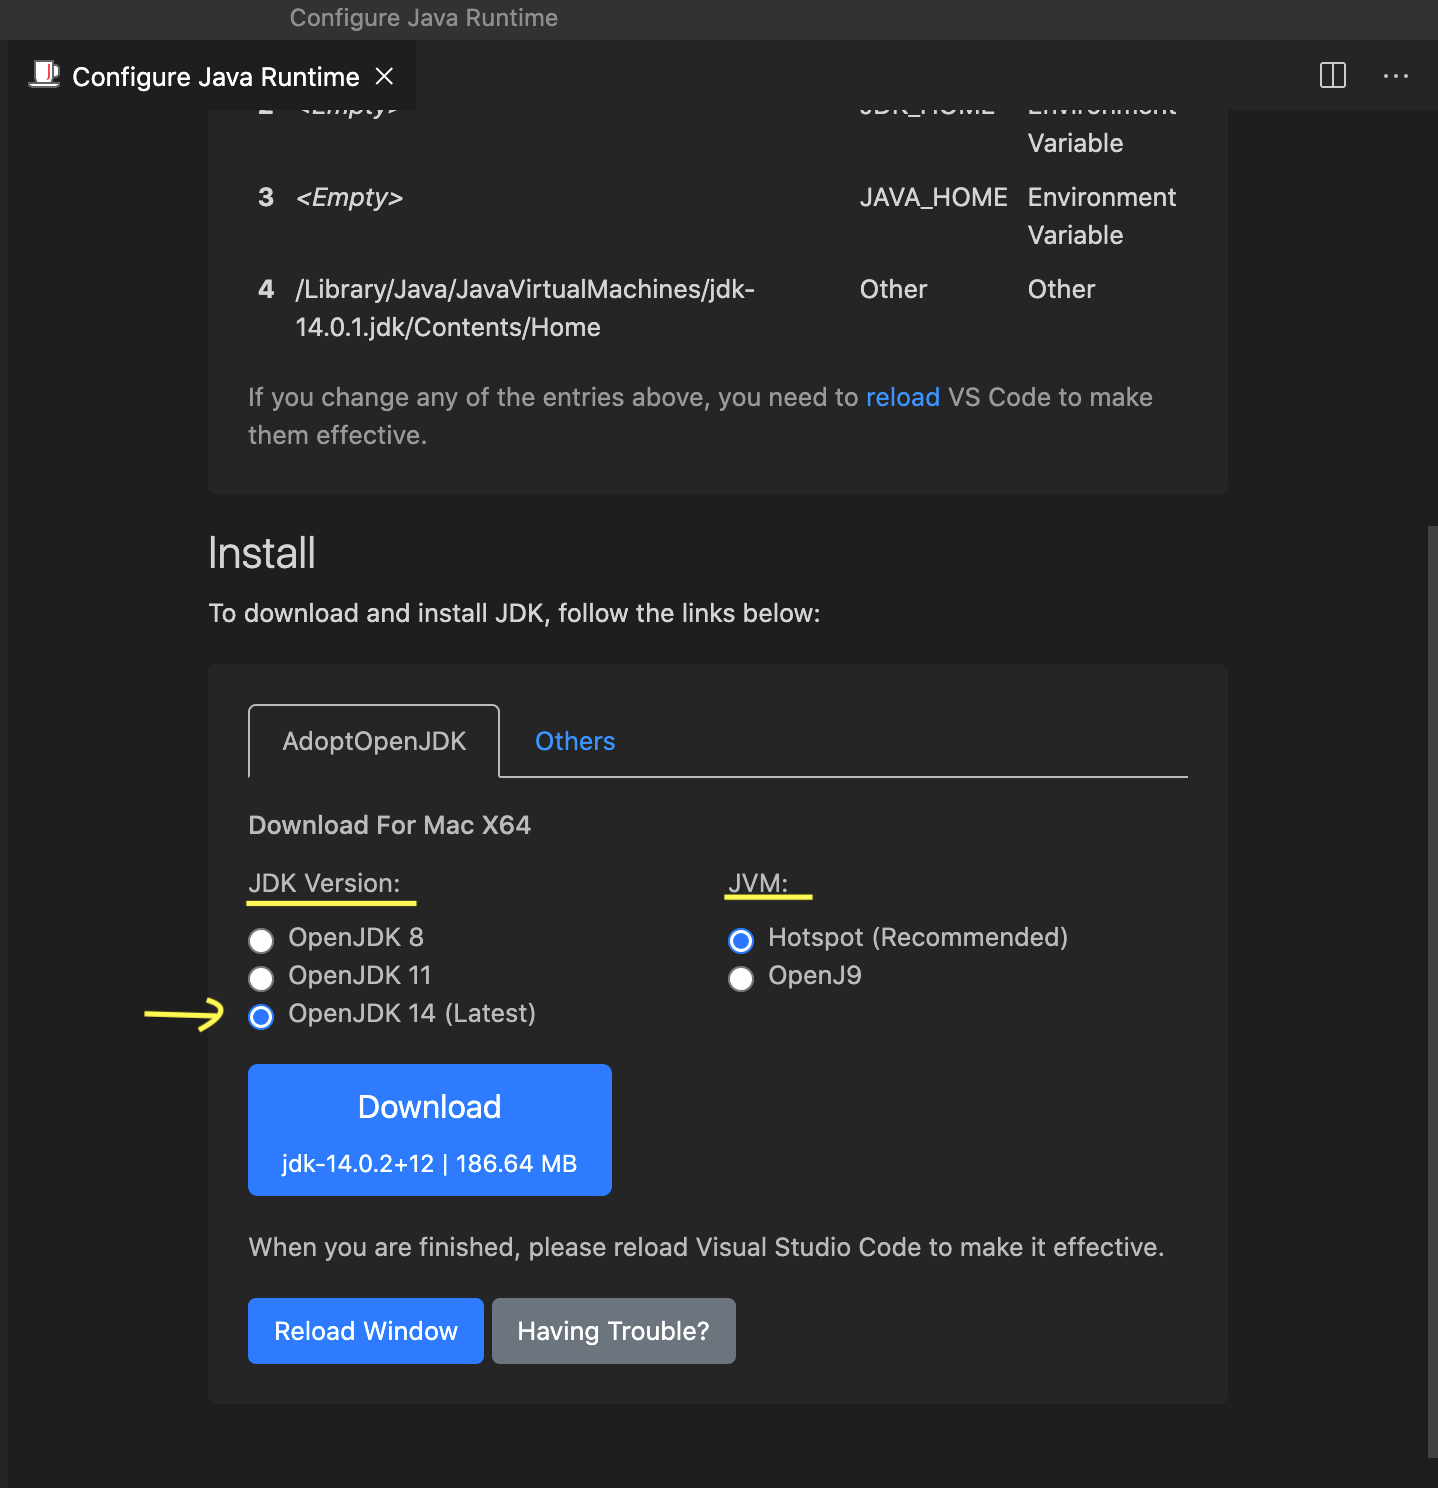 Configure Java Runtime
Configure Java Runtime
2 <Empty> JDK_HOME Environment
Variable
3 <Empty> JAVA_HOME Environment
Variable
4 /Library/Java/JavaVirtualMachines/jdk- Other Other
14.0.1.jdk/Contents/Home
If you change any of the entries above, you need to reload VS Code to make
them effective.
Install
To download and install JDK, follow the links below:
AdoptOpenJDK Others
Download For Mac X64
JDK Version: JVM:
OpenJDK 8 Hotspot (Recommended)
OpenJDK 11 OpenJ9
OpenJDK 14 (Latest)
Download
jdk-14.0.2+12 | 186.64 MB
When you are finished, please reload Visual Studio Code to make it effective.
Reload Window Having Trouble?